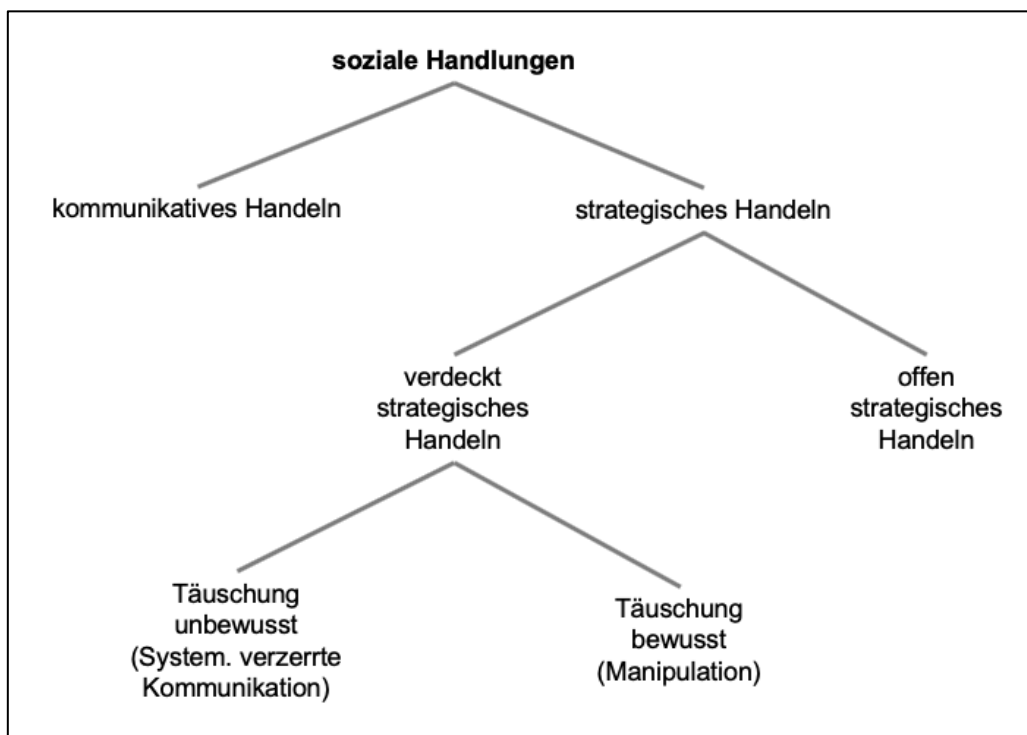 soziale Handlungen
kommunikatives Handeln
strategisches Handeln
verdeckt
strategisches
Handeln
offen
strategisches
Handeln
Täuschung
unbewusst
(System. verzerrte
Kommunikation)
Täuschung
bewusst
(Manipulation)